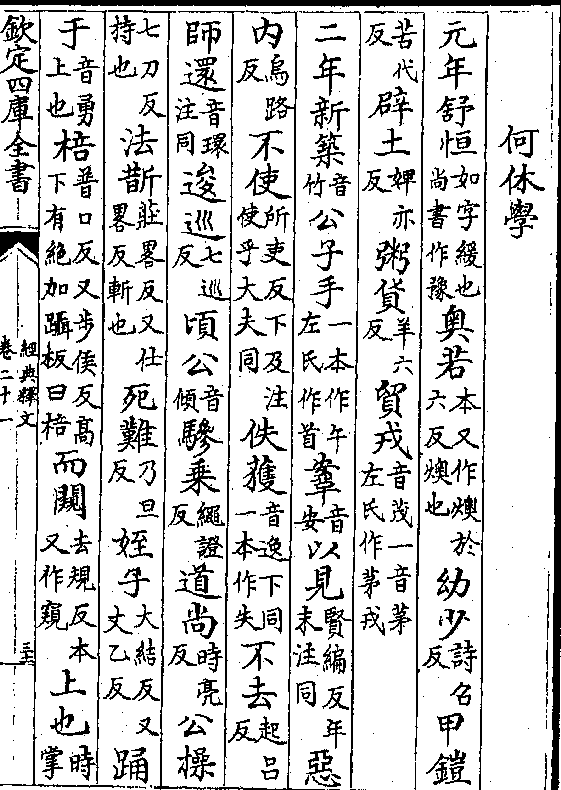 何休學
元年舒恒如字緩也尚書作豫奥若本又作燠於六反燠也幼少詩召反甲鎧
苦代反辟土婢亦反粥貨羊六反貿戎音茂一音茅左氏作茅戎
二年新築音竹公子手一本作午左氏作首鞌音安以見賢編反年末注同惡
内烏路反不使所吏反下及注使乎大夫同佚獲音逸下同一本作失不去起呂反
師還音環注同逡巡七巡反頃公音傾驂乘繩證反道尚時亮反公操
七刀反持也法斮莊畧反又仕畧反斬也死難乃旦反姪子大結反又丈乙反踊
于音勇上也棓普口反又步侯反高下有絶加躡板曰棓而闚去規反本又作窺上也時掌
欽定四庫全書
經典釋文
卷二十一